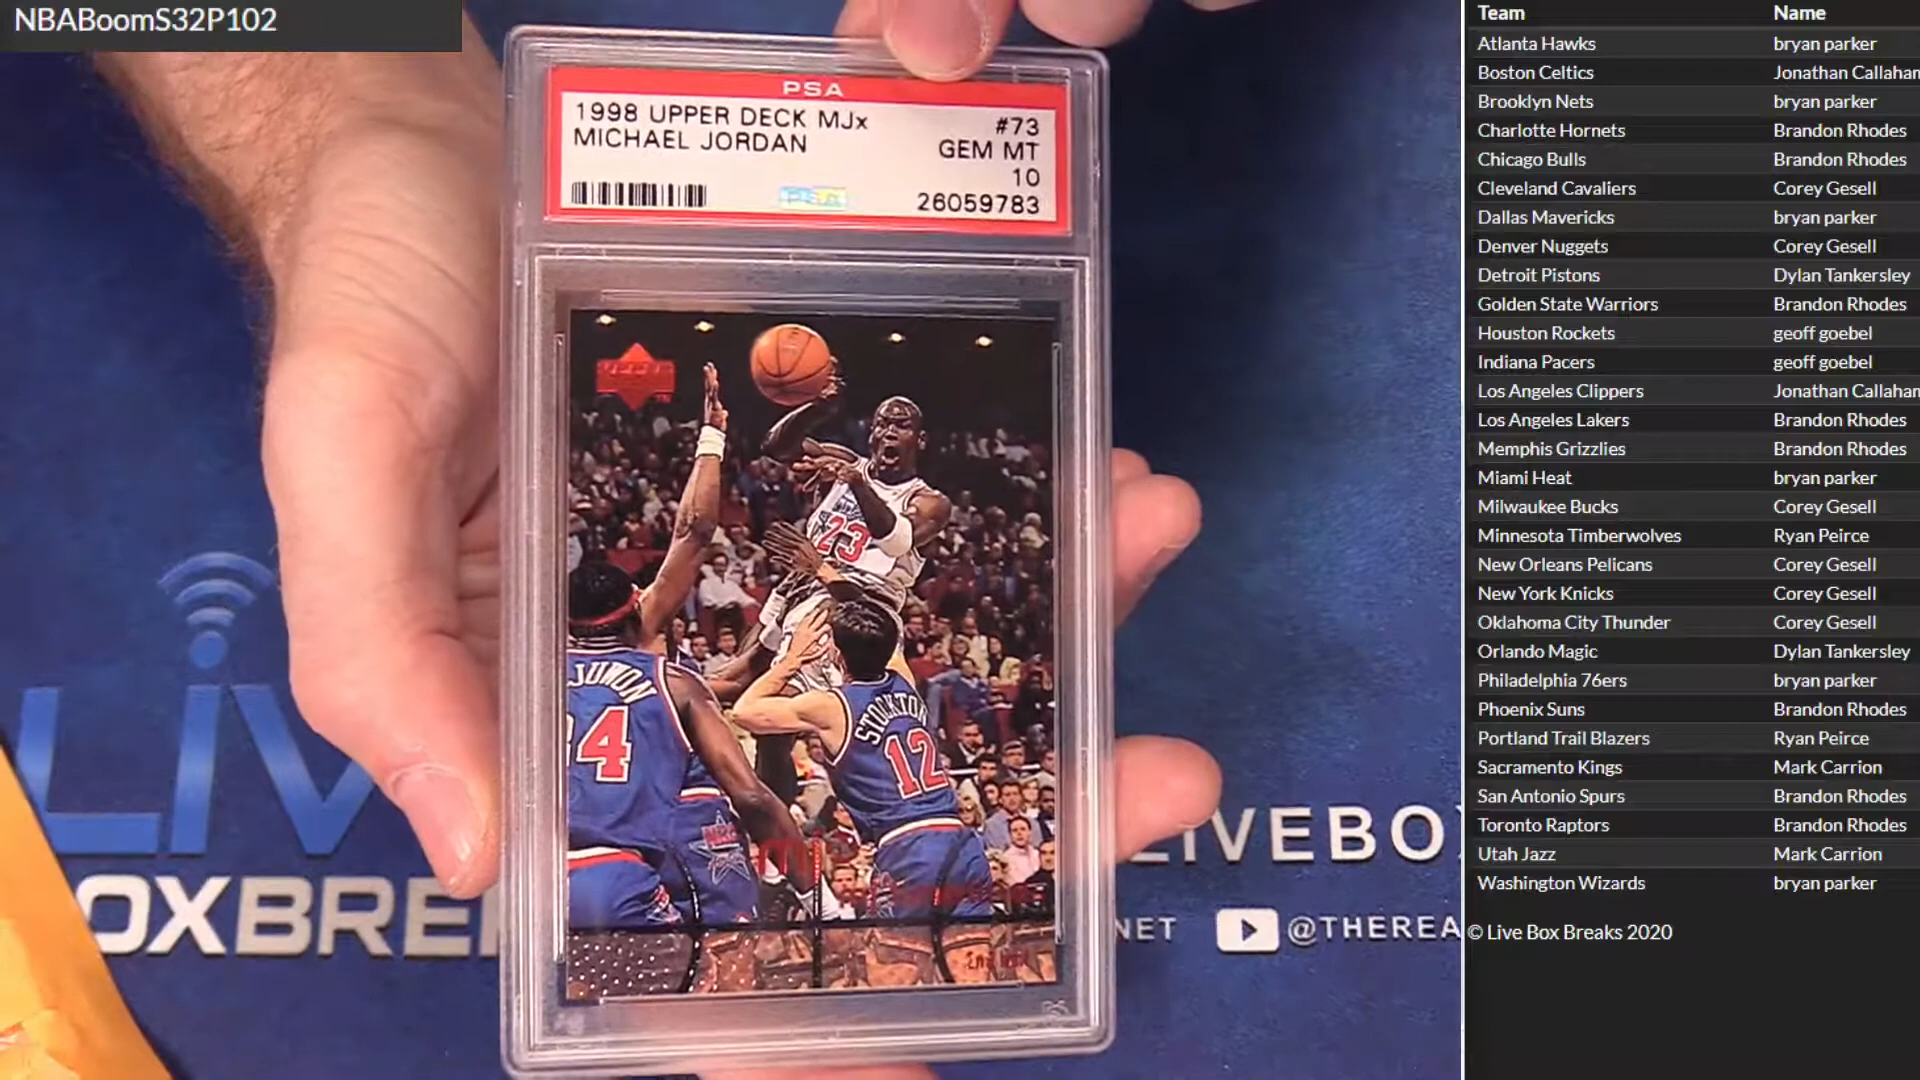 NBABoomS32P102
PSA
1998 UPPER DECK MJx #73
MICHAEL JORDAN GEM MT
10
26059783
23
JUWON
34
STOCKTON
12
LIV
OXBRE
LIVEBO
NET @THEREA
Team Name
Atlanta Hawks bryan parker
Boston Celtics Jonathan Callahan
Brooklyn Nets bryan parker
Charlotte Hornets Brandon Rhodes
Chicago Bulls Brandon Rhodes
Cleveland Cavaliers Corey Gesell
Dallas Mavericks bryan parker
Denver Nuggets Corey Gesell
Detroit Pistons Dylan Tankersley
Golden State Warriors Brandon Rhodes
Houston Rockets geoff goebel
Indiana Pacers geoff goebel
Los Angeles Clippers Jonathan Callahan
Los Angeles Lakers Brandon Rhodes
Memphis Grizzlies Brandon Rhodes
Miami Heat bryan parker
Milwaukee Bucks Corey Gesell
Minnesota Timberwolves Ryan Peirce
New Orleans Pelicans Corey Gesell
New York Knicks Corey Gesell
Oklahoma City Thunder Corey Gesell
Orlando Magic Dylan Tankersley
Philadelphia 76ers bryan parker
Phoenix Suns Brandon Rhodes
Portland Trail Blazers Ryan Peirce
Sacramento Kings Mark Carrion
San Antonio Spurs Brandon Rhodes
Toronto Raptors Brandon Rhodes
Utah Jazz Mark Carrion
Washington Wizards bryan parker
© Live Box Breaks 2020